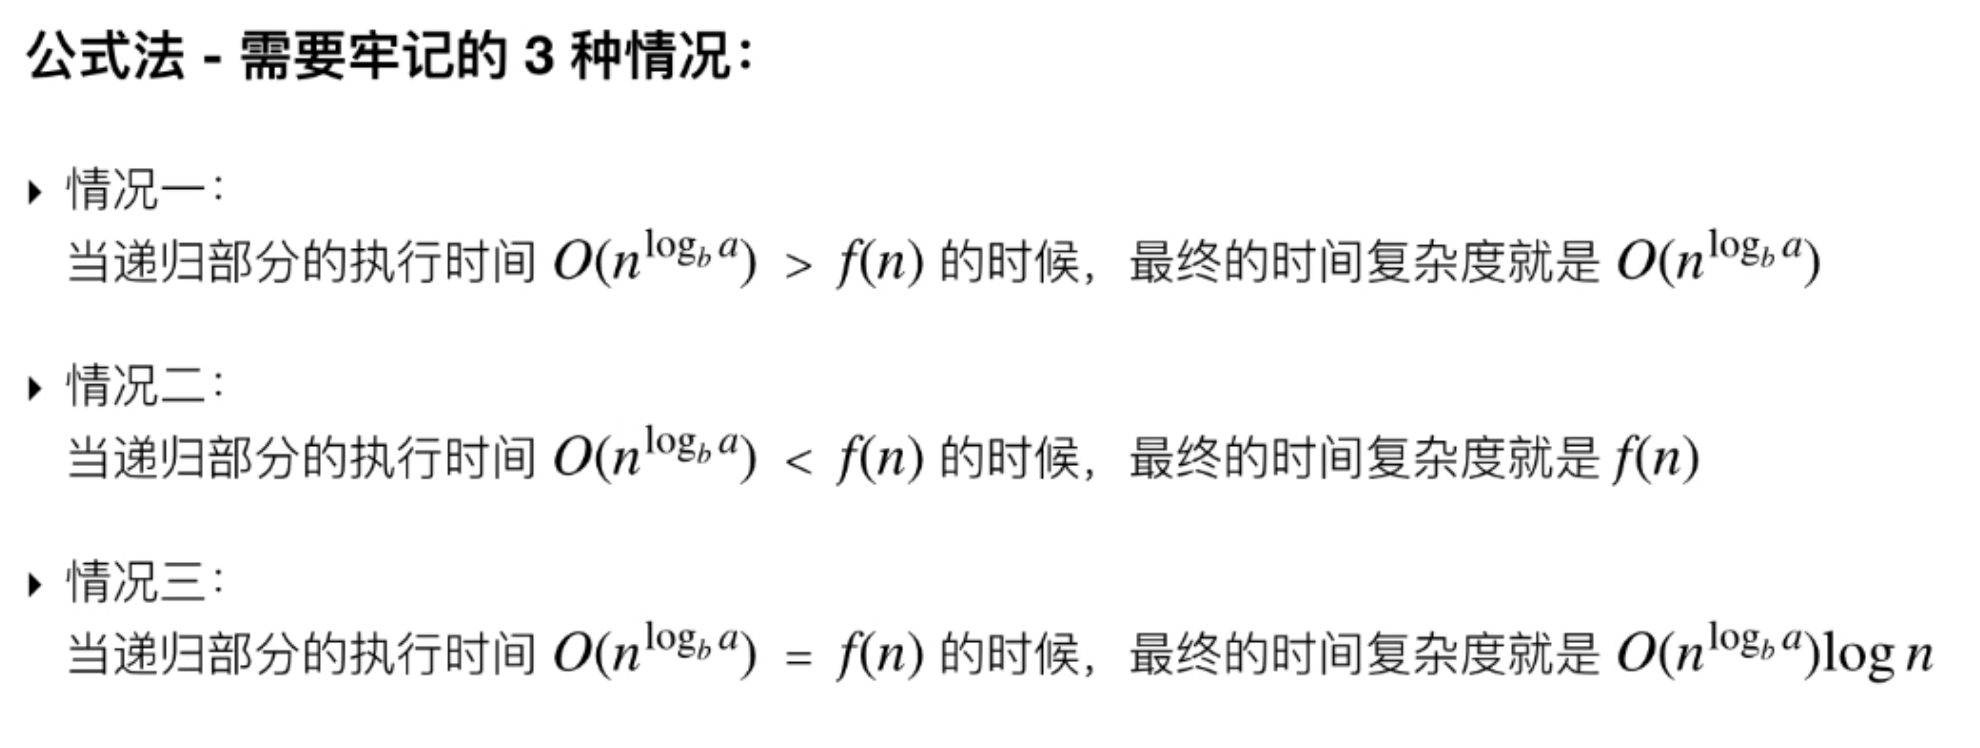 公式法 - 需要牢记的 3 种情况：
▸ 情况一：
当递归部分的执行时间 $O(n^{\log_b a})$ > $f(n)$ 的时候，最终的时间复杂度就是 $O(n^{\log_b a})$
▸ 情况二：
当递归部分的执行时间 $O(n^{\log_b a})$ < $f(n)$ 的时候，最终的时间复杂度就是 $f(n)$
▸ 情况三：
当递归部分的执行时间 $O(n^{\log_b a})$ = $f(n)$ 的时候，最终的时间复杂度就是 $O(n^{\log_b a})\log n$